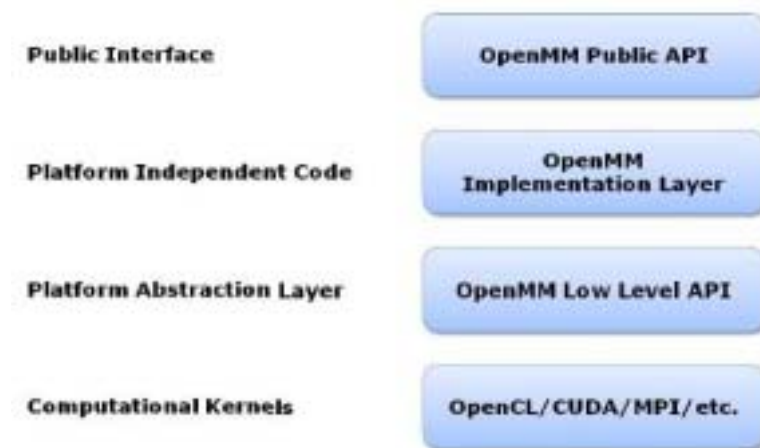 Public Interface
OpenMM Public API
Platform Independent Code
OpenMM
Implementation Layer
Platform Abstraction Layer
OpenMM Low Level API
Computational Kernels
OpenCL/CUDA/MPI/etc.